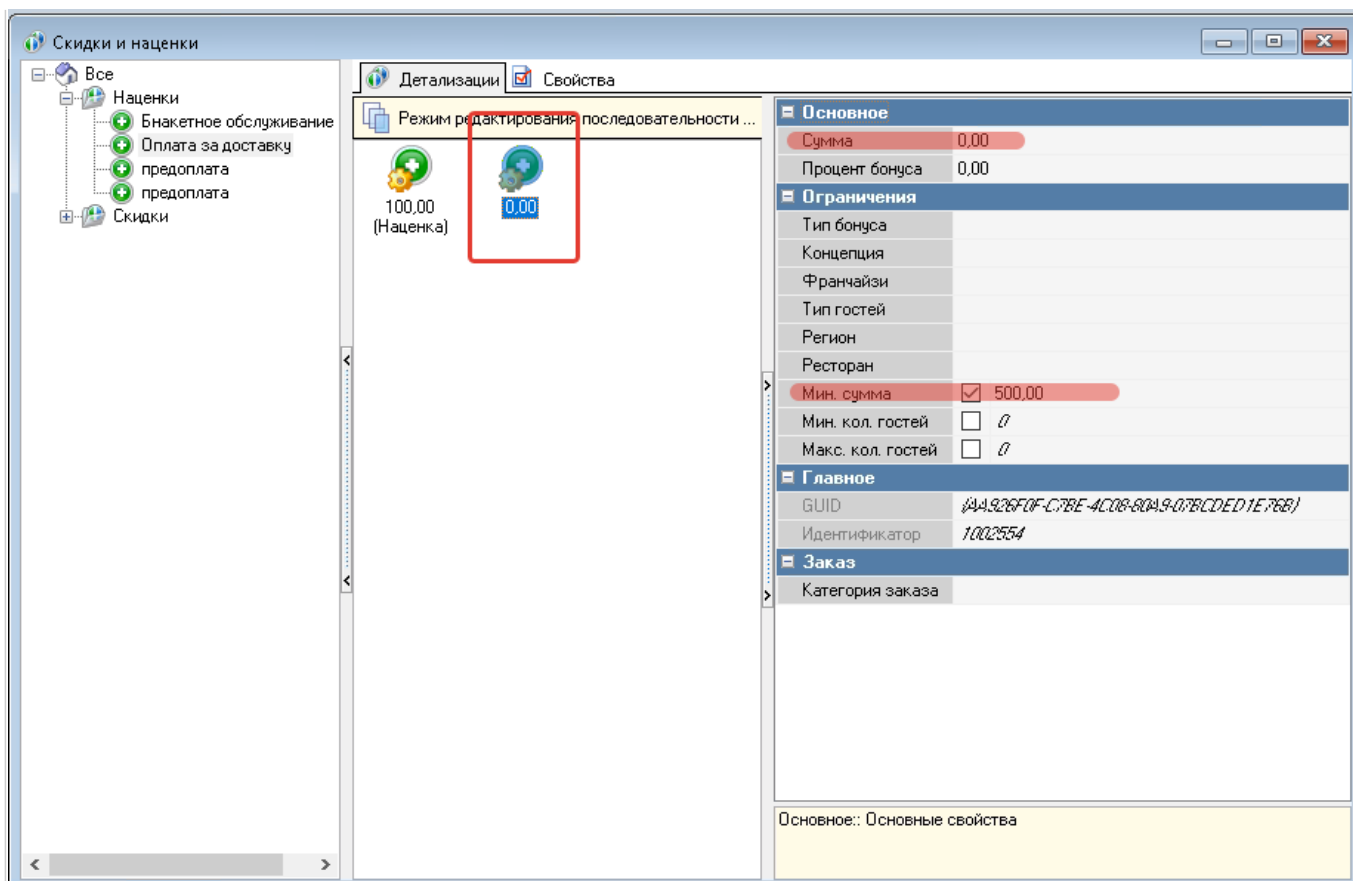 Скидки и наценки
Все
Наценки
Бнакетное обслуживание
Оплата за доставку
предоплата
предоплата
Скидки
Детализации
Свойства
Режим редактирования последовательности ...
100,00
(Наценка)
0,00
Основное
Сумма 0,00
Процент бонуса 0,00
Ограничения
Тип бонуса
Концепция
Франчайзи
Тип гостей
Регион
Ресторан
Мин. сумма 500,00
Мин. кол. гостей 0
Макс. кол. гостей 0
Главное
GUID {AA926F0F-C7BE-4C08-80A9-07BCDED1E76B}
Идентификатор 1002554
Заказ
Категория заказа
Основное:: Основные свойства